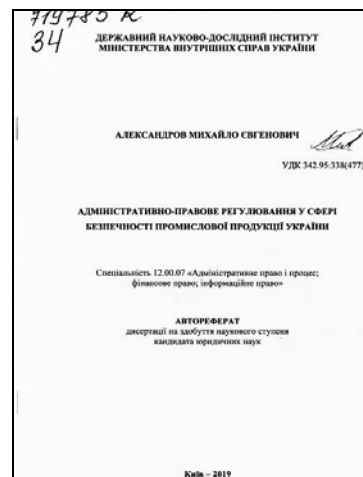 719785 R
34
ДЕРЖАВНИЙ НАУКОВО-ДОСЛІДНИЙ ІНСТИТУТ
МІНІСТЕРСТВА ВНУТРІШНІХ СПРАВ УКРАЇНИ
АЛЕКСАНДРОВ МИХАЙЛО ЄВГЕНОВИЧ
УДК 342.95:338(477)
АДМІНІСТРАТИВНО-ПРАВОВЕ РЕГУЛЮВАННЯ У СФЕРІ
БЕЗПЕЧНОСТІ ПРОМИСЛОВОЇ ПРОДУКЦІЇ УКРАЇНИ
Спеціальність 12.00.07 «Адміністративне право і процес;
фінансове право; інформаційне право»
АВТОРЕФЕРАТ
дисертації на здобуття наукового ступеня
кандидата юридичних наук
Київ – 2019